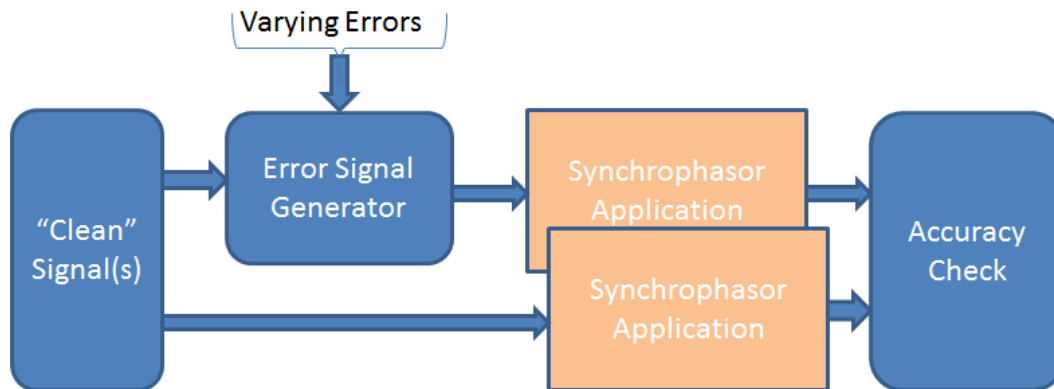 Varying Errors
Error Signal
Generator
Synchrophasor
Application
"Clean"
Signal(s)
Accuracy
Check
Synchrophasor
Application